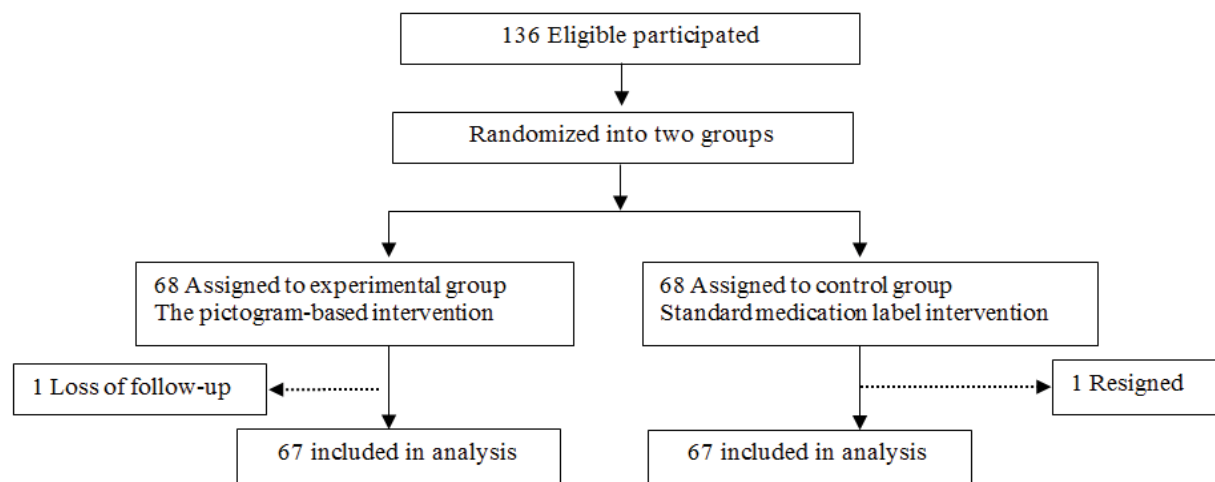 136 Eligible participated
Randomized into two groups
68 Assigned to experimental group
The pictogram-based intervention
68 Assigned to control group
Standard medication label intervention
1 Loss of follow-up
1 Resigned
67 included in analysis
67 included in analysis